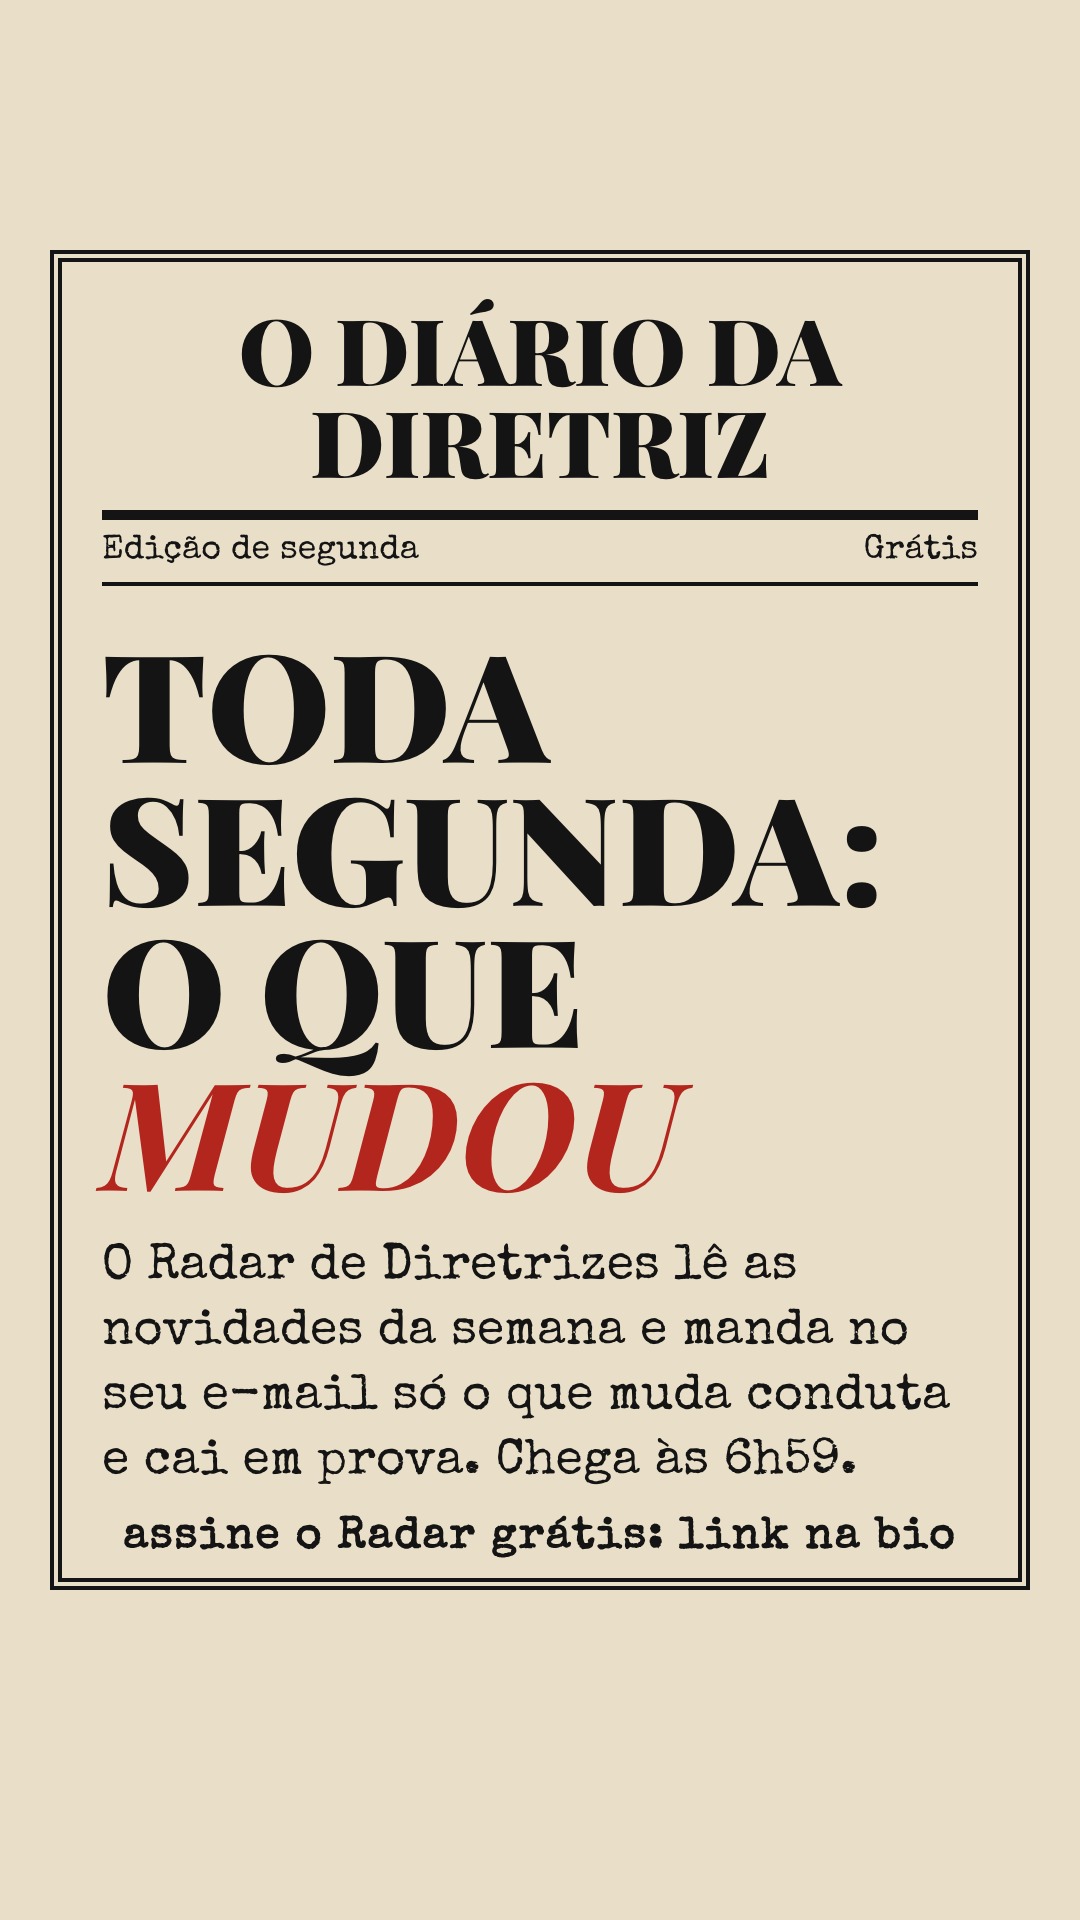 O DIÁRIO DA
DIRETRIZ
Edição de segunda Grátis
TODA
SEGUNDA:
O QUE
MUDOU
O Radar de Diretrizes lê as
novidades da semana e manda no
seu e-mail só o que muda conduta
e cai em prova. Chega às 6h59.
assine o Radar grátis: link na bio